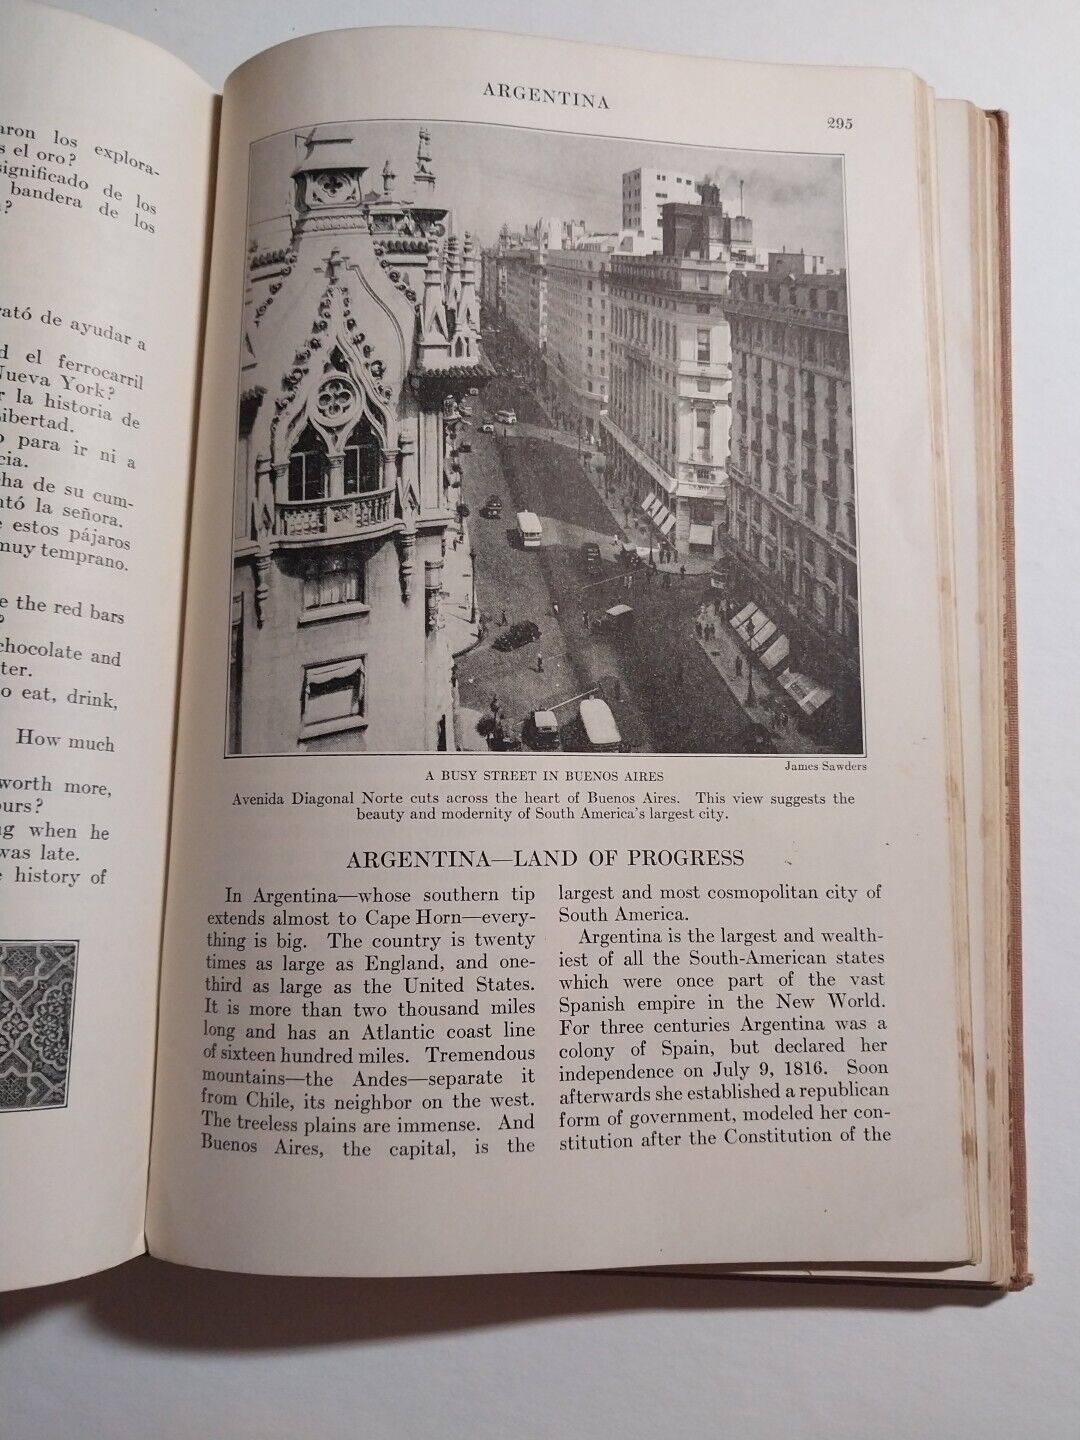 aron los explora-
s el oro?
significado de los
bandera de los
?
rató de ayudar a
d el ferrocarril
Nueva York?
r la historia de
Libertad.
o para ir ni a
cia.
ha de su cum-
ntó la señora.
e estos pájaros
muy temprano.
e the red bars
?
chocolate and
ter.
o eat, drink,
How much
worth more,
ours?
ng when he
was late.
e history of
ARGENTINA
295
James Sawders
A BUSY STREET IN BUENOS AIRES
Avenida Diagonal Norte cuts across the heart of Buenos Aires. This view suggests the
beauty and modernity of South America's largest city.
ARGENTINA—LAND OF PROGRESS
In Argentina—whose southern tip
extends almost to Cape Horn—every-
thing is big. The country is twenty
times as large as England, and one-
third as large as the United States.
It is more than two thousand miles
long and has an Atlantic coast line
of sixteen hundred miles. Tremendous
mountains—the Andes—separate it
from Chile, its neighbor on the west.
The treeless plains are immense. And
Buenos Aires, the capital, is the
largest and most cosmopolitan city of
South America.
Argentina is the largest and wealth-
iest of all the South-American states
which were once part of the vast
Spanish empire in the New World.
For three centuries Argentina was a
colony of Spain, but declared her
independence on July 9, 1816. Soon
afterwards she established a republican
form of government, modeled her con-
stitution after the Constitution of the